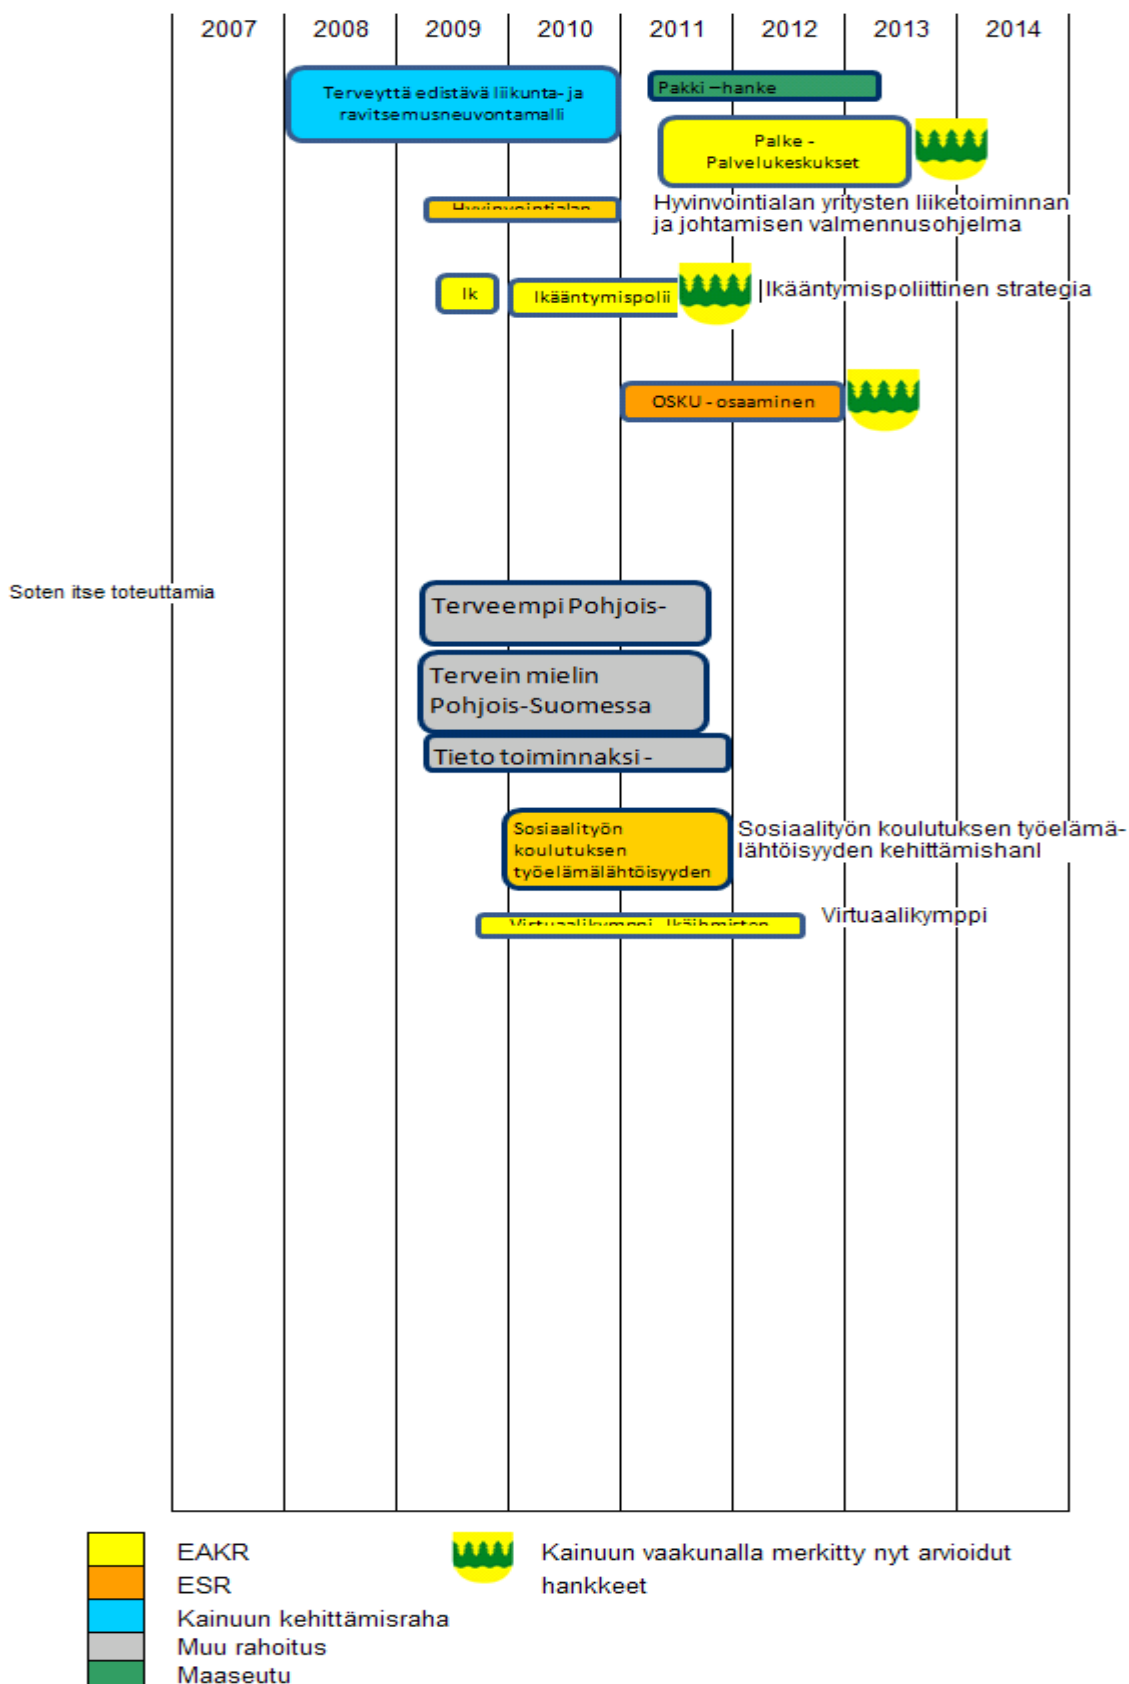 2007 2008 2009 2010 2011 2012 2013 2014
Terveyttä edistävä liikunta- ja
ravitsemusneuvontamalli
Pakki –hanke
Palke -
Palvelukeskukset
Hyvinvointialan
Hyvinvointialan yritysten liiketoiminnan
ja johtamisen valmennusohjelma
Ik
Ikääntymispolii
Ikääntymispoliittinen strategia
OSKU - osaaminen
Soten itse toteuttamia
Terveempi Pohjois-
Tervein mielin
Pohjois-Suomessa
Tieto toiminnaksi -
Sosiaalityön
koulutuksen
työelämälähtöisyyden
Sosiaalityön koulutuksen työelämä-
lähtöisyyden kehittämishanl
Virtuaalikymppi - Ikäihmisten
Virtuaalikymppi
EAKR
ESR
Kainuun kehittämisraha
Muu rahoitus
Maaseutu
Kainuun vaakunalla merkitty nyt arvioidut
hankkeet